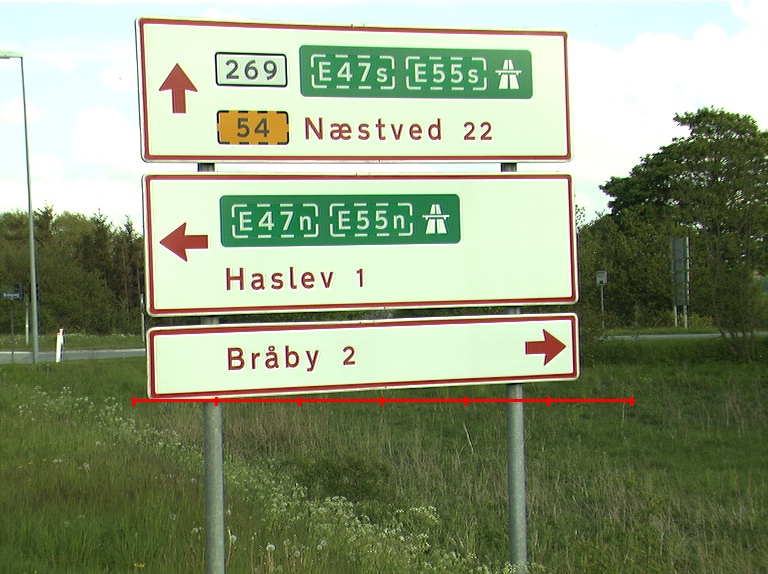 269 E47s E55s
54 Næstved 22
E47n E55n
Haslev 1
Bråby 2